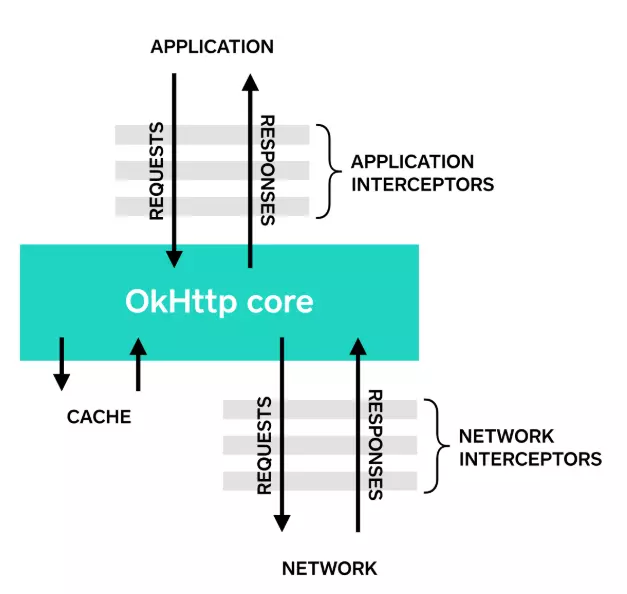 APPLICATION
REQUESTS
RESPONSES
APPLICATION
INTERCEPTORS
OkHttp core
CACHE
REQUESTS
RESPONSES
NETWORK
INTERCEPTORS
NETWORK